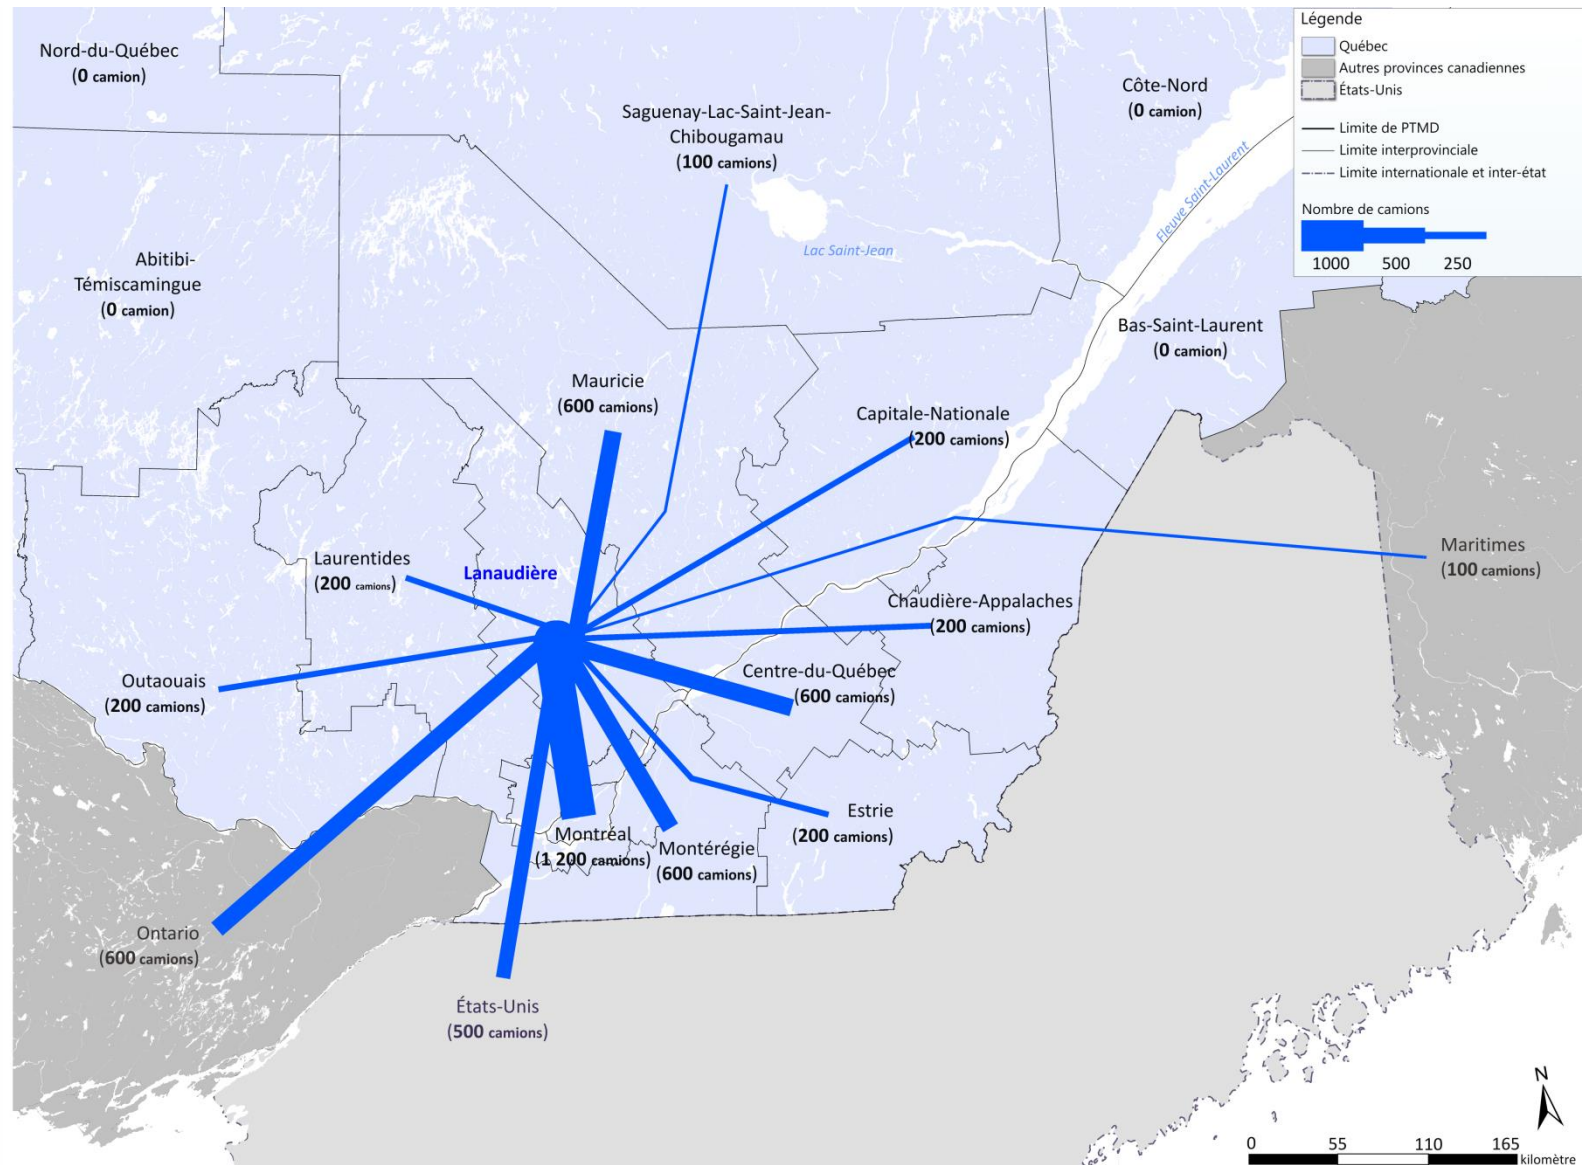 Légende
Québec
Autres provinces canadiennes
États-Unis
Limite de PTMD
Limite interprovinciale
Limite internationale et inter-état
Nombre de camions
1000 500 250
Nord-du-Québec
(0 camion)
Côte-Nord
(0 camion)
Saguenay-Lac-Saint-Jean-
Chibougamau
(100 camions)
Fleuve Saint-Laurent
Lac Saint-Jean
Abitibi-
Témiscamingue
(0 camion)
Bas-Saint-Laurent
(0 camion)
Mauricie
(600 camions)
Capitale-Nationale
(200 camions)
Laurentides
(200 camions)
Lanaudière
Maritimes
(100 camions)
Chaudière-Appalaches
(200 camions)
Centre-du-Québec
(600 camions)
Outaouais
(200 camions)
Estrie
(200 camions)
Montréal
(1 200 camions)
Montérégie
(600 camions)
Ontario
(600 camions)
États-Unis
(500 camions)
N
0 55 110 165
kilomètre